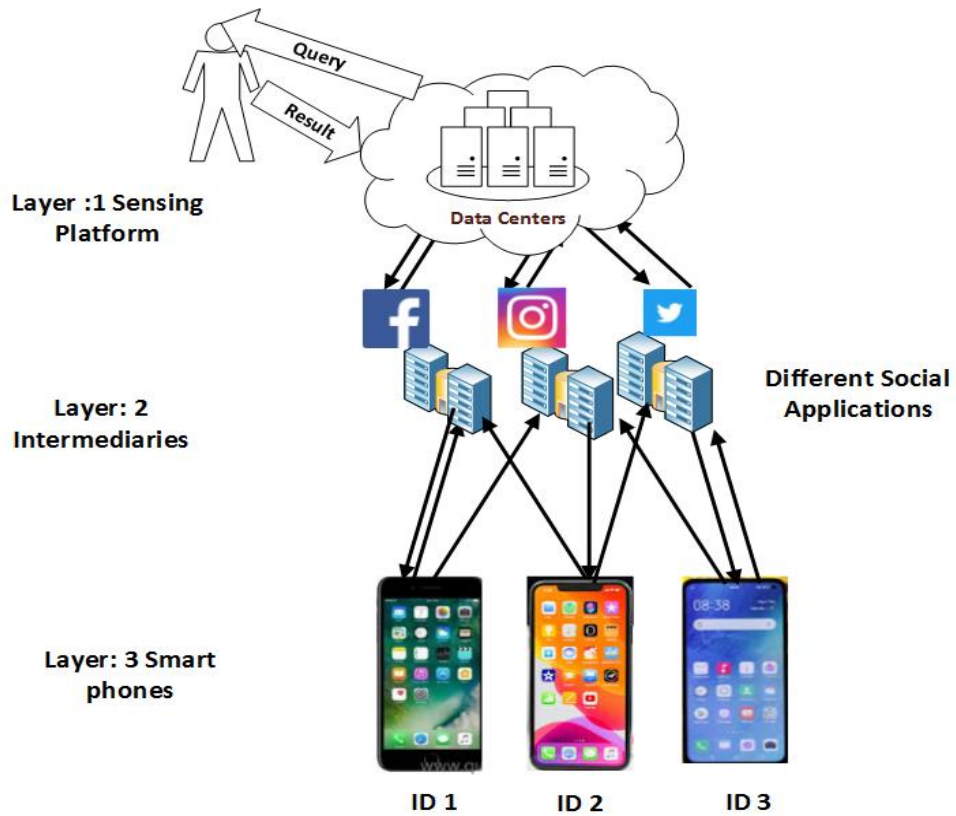 Query
Result
Layer :1 Sensing
Platform
Data Centers
f
Layer: 2
Intermediaries
Different Social
Applications
08:38
Layer: 3 Smart
phones
ID 1
ID 2
ID 3